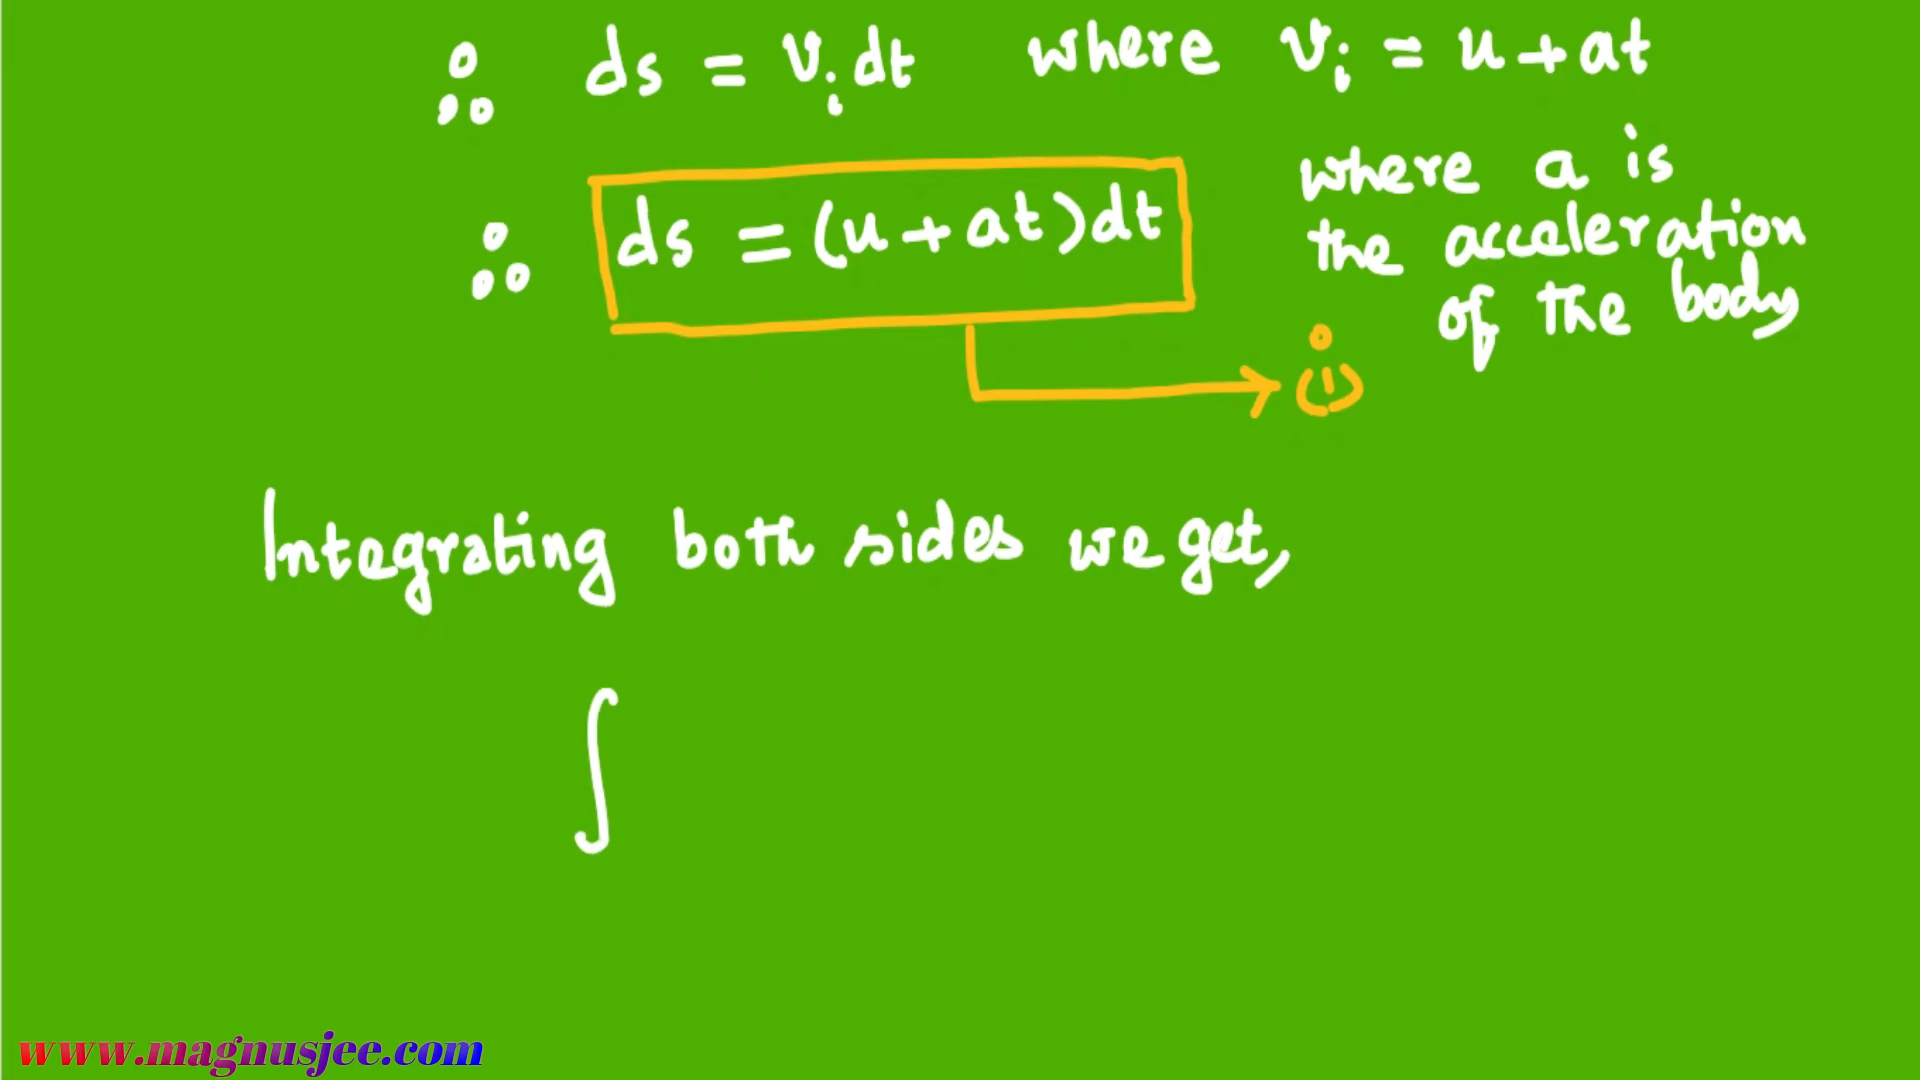 ∴ ds = vᵢ dt where vᵢ = u + at
where a is
∴ ds = (u + at) dt
the acceleration
of the body
(i)
Integrating both sides we get,
∫
www.magnusjee.com